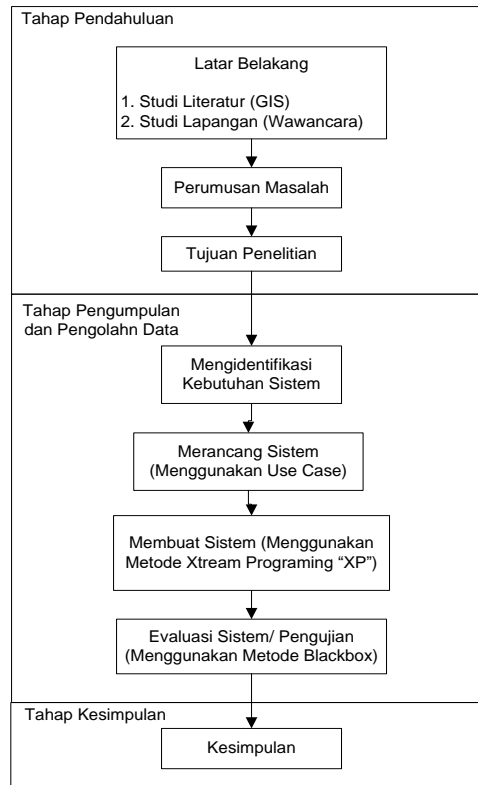 Tahap Pendahuluan
Latar Belakang
1. Studi Literatur (GIS)
2. Studi Lapangan (Wawancara)
Perumusan Masalah
Tujuan Penelitian
Tahap Pengumpulan
dan Pengolahn Data
Mengidentifikasi
Kebutuhan Sistem
Merancang Sistem
(Menggunakan Use Case)
Membuat Sistem (Menggunakan
Metode Xtream Programing “XP”)
Evaluasi Sistem/ Pengujian
(Menggunakan Metode Blackbox)
Tahap Kesimpulan
Kesimpulan